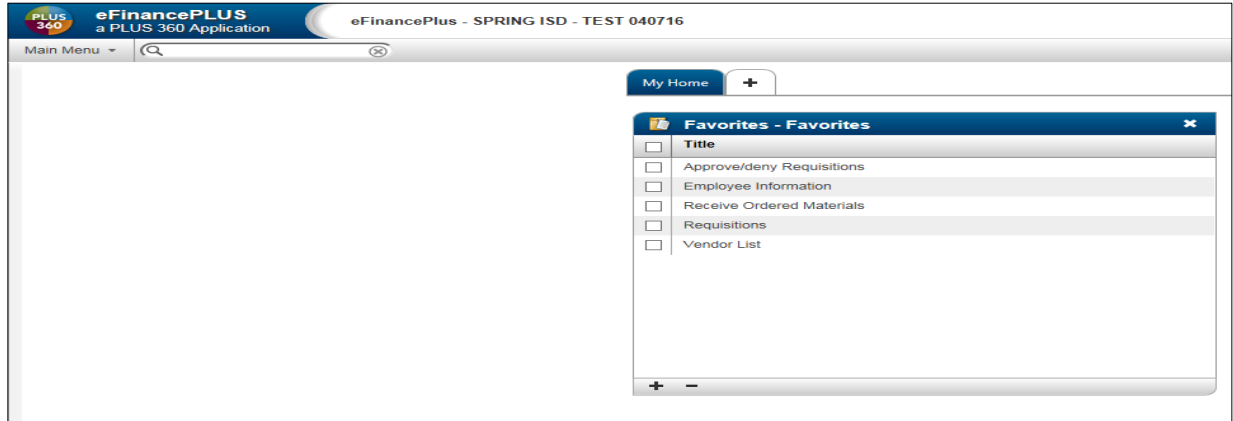 PLUS
360
eFinancePLUS
a PLUS 360 Application
eFinancePlus - SPRING ISD - TEST 040716
Main Menu
My Home
Favorites - Favorites
Title
Approve/deny Requisitions
Employee Information
Receive Ordered Materials
Requisitions
Vendor List